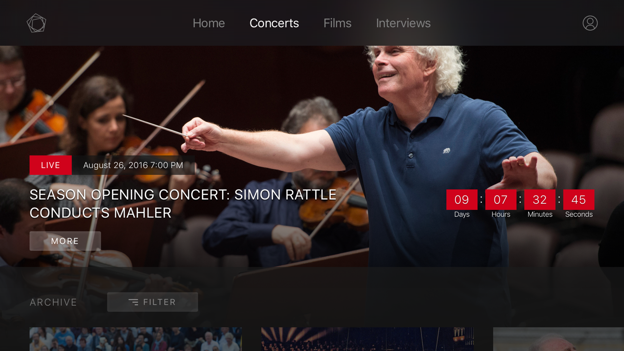 Home Concerts Films Interviews
LIVE August 26, 2016 7:00 PM
SEASON OPENING CONCERT: SIMON RATTLE
CONDUCTS MAHLER
09 : 07 : 32 : 45
Days Hours Minutes Seconds
MORE
ARCHIVE FILTER